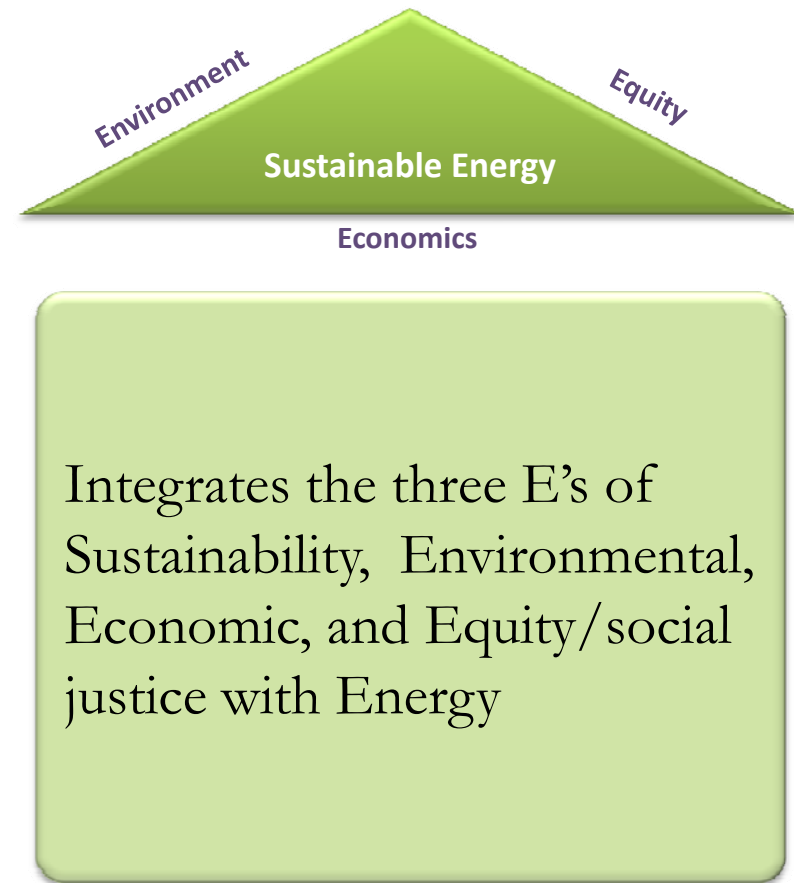 Environment
Equity
Sustainable Energy
Economics
Integrates the three E’s of
Sustainability,  Environmental,
Economic, and Equity/social
justice with Energy